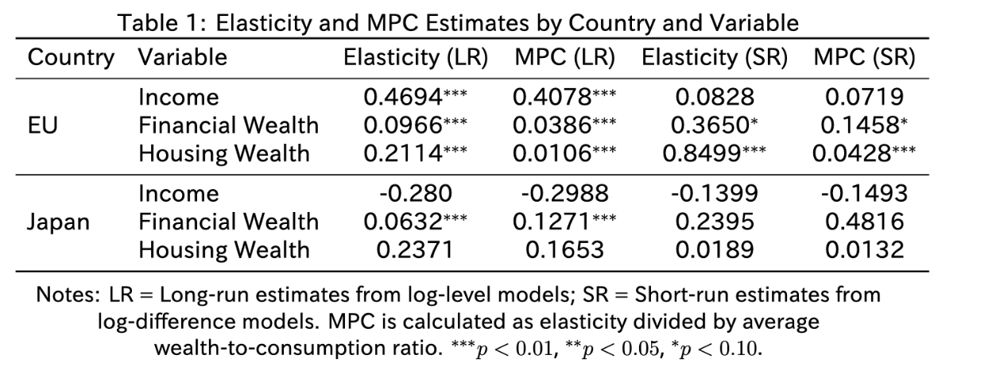 Table 1: Elasticity and MPC Estimates by Country and Variable
Country Variable Elasticity (LR) MPC (LR) Elasticity (SR) MPC (SR)
Income 0.4694*** 0.4078*** 0.0828 0.0719
EU Financial Wealth 0.0966*** 0.0386*** 0.3650* 0.1458*
Housing Wealth 0.2114*** 0.0106*** 0.8499*** 0.0428***
Income -0.280 -0.2988 -0.1399 -0.1493
Japan Financial Wealth 0.0632*** 0.1271*** 0.2395 0.4816
Housing Wealth 0.2371 0.1653 0.0189 0.0132
Notes: LR = Long-run estimates from log-level models; SR = Short-run estimates from
log-difference models. MPC is calculated as elasticity divided by average
wealth-to-consumption ratio. ***p < 0.01, **p < 0.05, *p < 0.10.